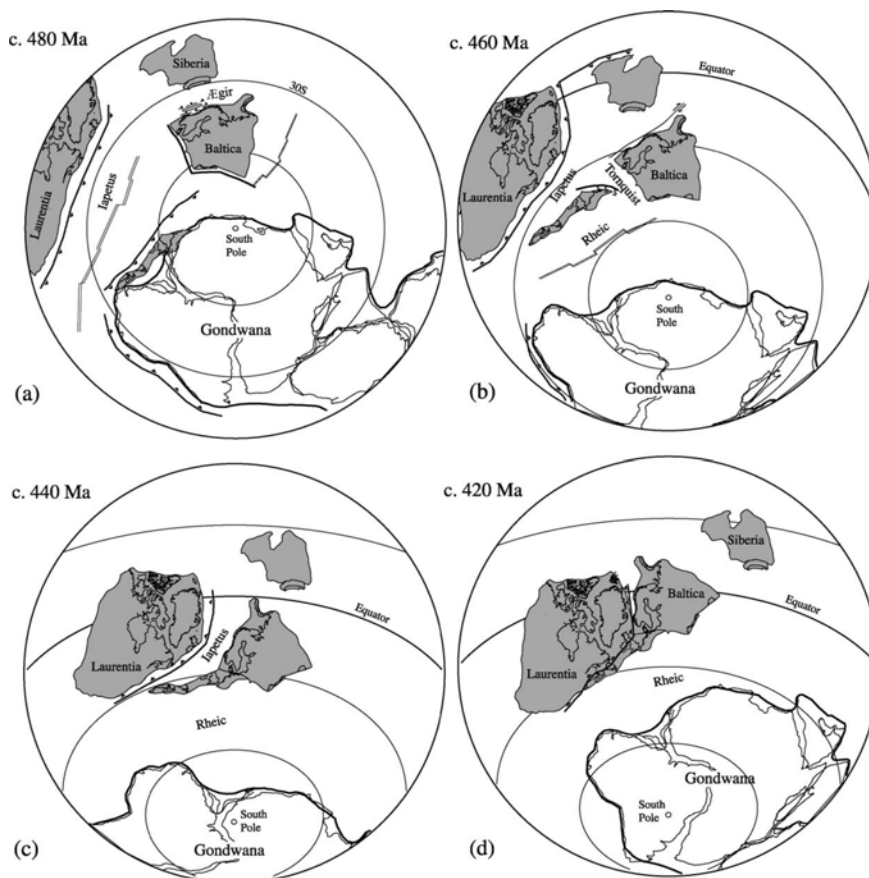 c. 480 Ma
Siberia
30S
Ægir
Baltica
Iapetus
Laurentia
South
Pole
Gondwana
(a)
c. 460 Ma
Equator
Laurentia
Iapetus
Tornquist
Baltica
Rheic
South
Pole
Gondwana
(b)
c. 440 Ma
Equator
Iapetus
Laurentia
Rheic
South
Pole
Gondwana
(c)
c. 420 Ma
Siberia
Baltica
Equator
Laurentia
Rheic
Gondwana
South
Pole
(d)